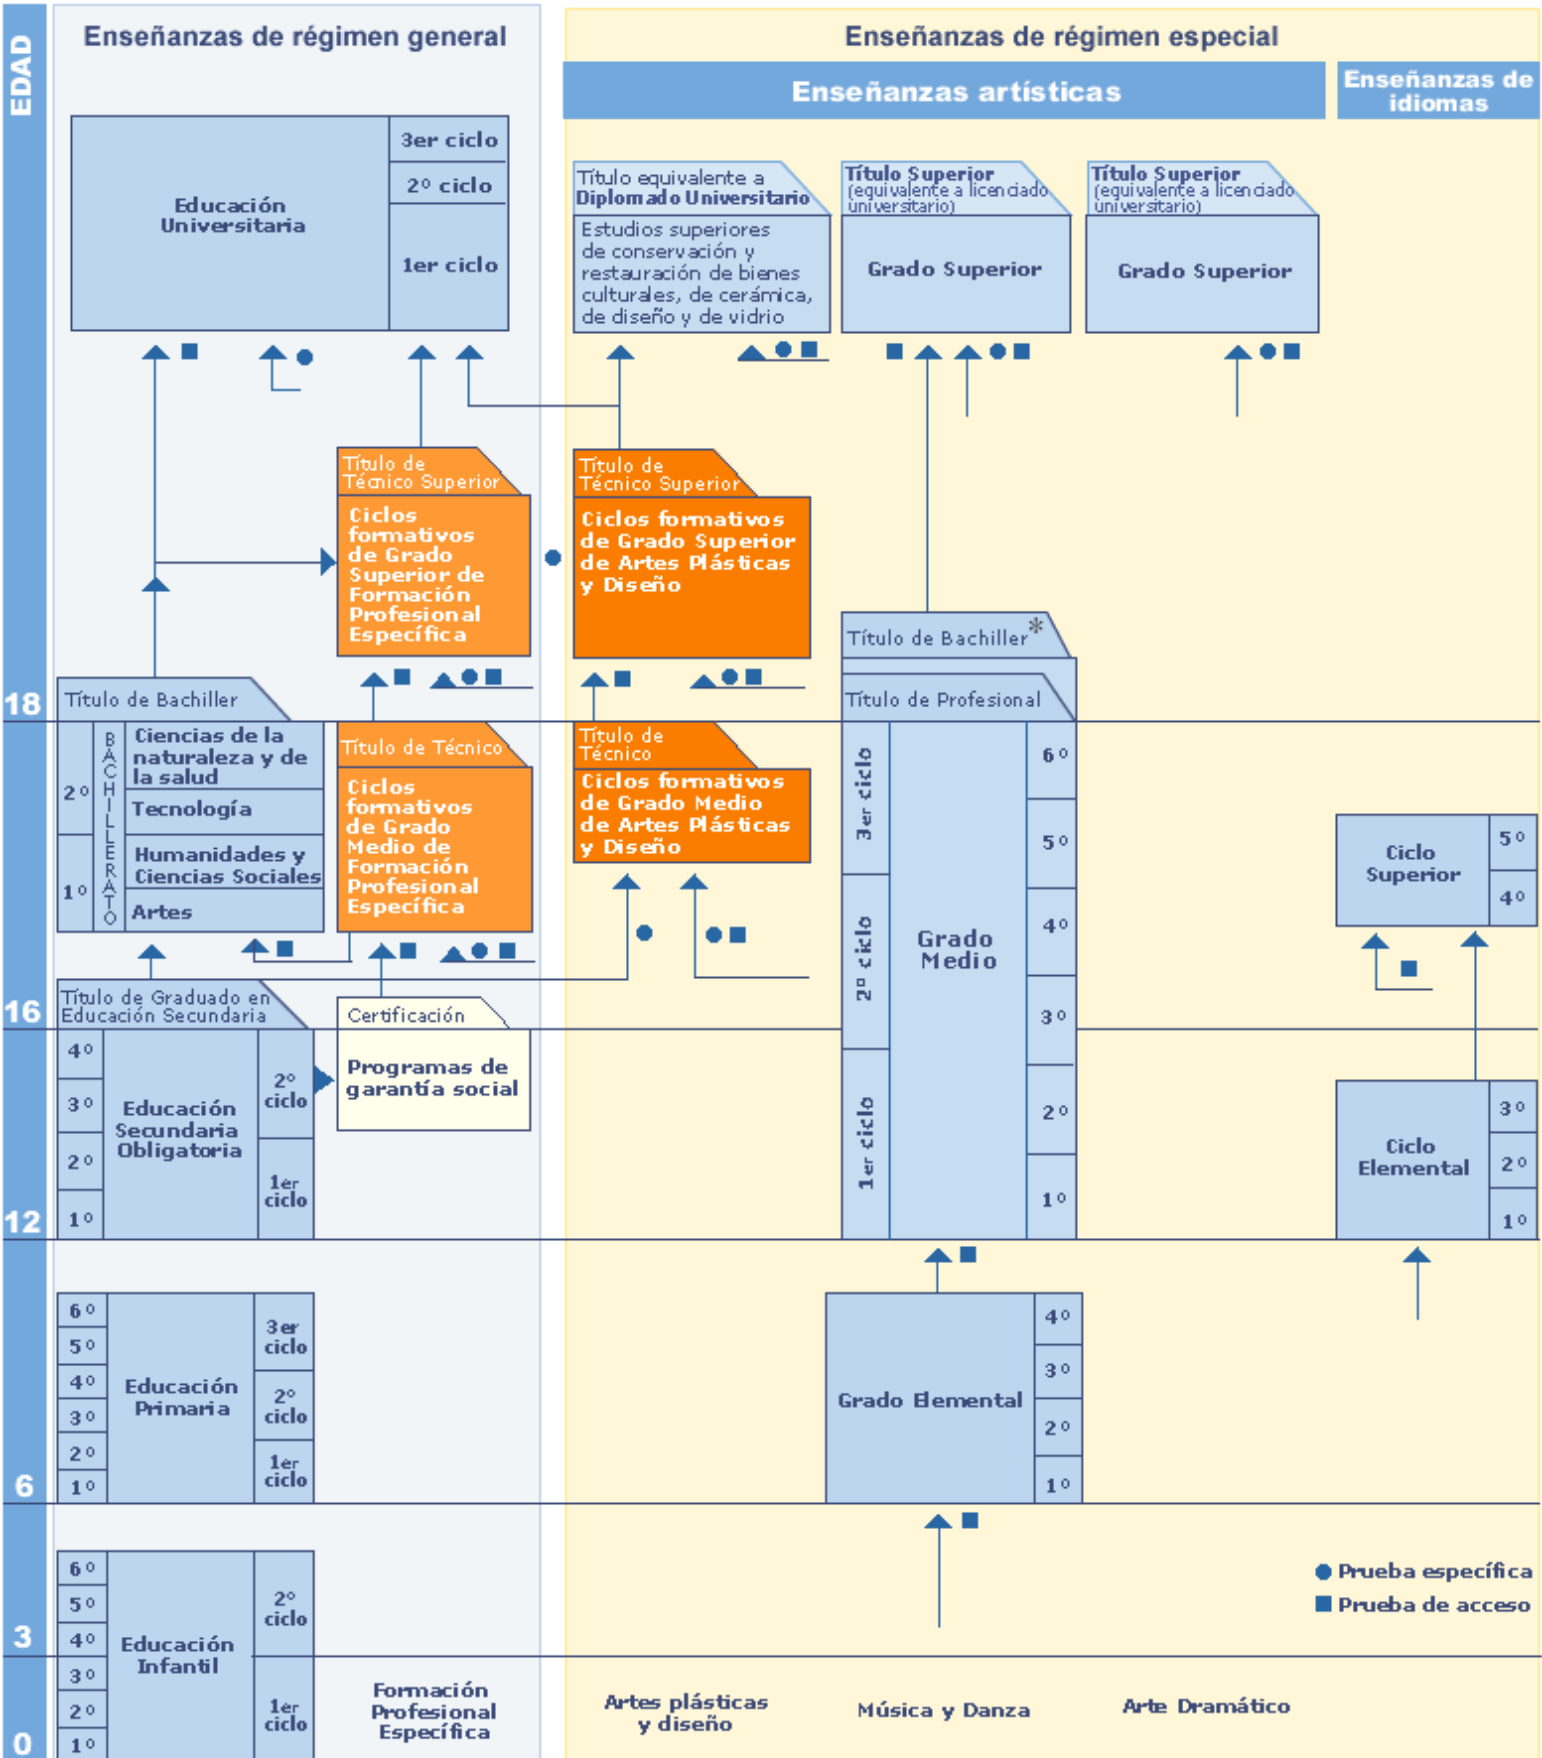 EDAD
Enseñanzas de régimen general
Enseñanzas de régimen especial
Enseñanzas artísticas
Enseñanzas de
idiomas
Educación
Universitaria
3er ciclo
2º ciclo
1er ciclo
Título equivalente a
Diplomado Universitario
Estudios superiores
de conservación y
restauración de bienes
culturales, de cerámica,
de diseño y de vidrio
Título Superior
(equivalente a licenciado
universitario)
Grado Superior
Título Superior
(equivalente a licenciado
universitario)
Grado Superior
Título de
Técnico Superior
Ciclos
formativos
de Grado
Superior de
Formación
Profesional
Específica
Título de
Técnico Superior
Ciclos formativos
de Grado Superior
de Artes Plásticas
y Diseño
Título de Bachiller*
Título de Profesional
18
Título de Bachiller
2º
1º
BACHILLERATO
Ciencias de la
naturaleza y de
la salud
Tecnología
Humanidades y
Ciencias Sociales
Artes
Título de Técnico
Ciclos
formativos
de Grado
Medio de
Formación
Profesional
Específica
Título de
Técnico
Ciclos formativos
de Grado Medio
de Artes Plásticas
y Diseño
3er ciclo
2º ciclo
1er ciclo
Grado
Medio
6º
5º
4º
3º
2º
1º
Ciclo
Superior
5º
4º
16
Título de Graduado en
Educación Secundaria
4º
3º
2º
1º
Educación
Secundaria
Obligatoria
2º
ciclo
1er
ciclo
Certificación
Programas de
garantía social
Ciclo
Elemental
3º
2º
1º
12
6º
5º
4º
3º
2º
1º
Educación
Primaria
3er
ciclo
2º
ciclo
1er
ciclo
Grado Elemental
4º
3º
2º
1º
6
6º
5º
4º
3º
2º
1º
Educación
Infantil
2º
ciclo
1er
ciclo
Prueba específica
Prueba de acceso
3
Formación
Profesional
Específica
Artes plásticas
y diseño
Música y Danza
Arte Dramático
0